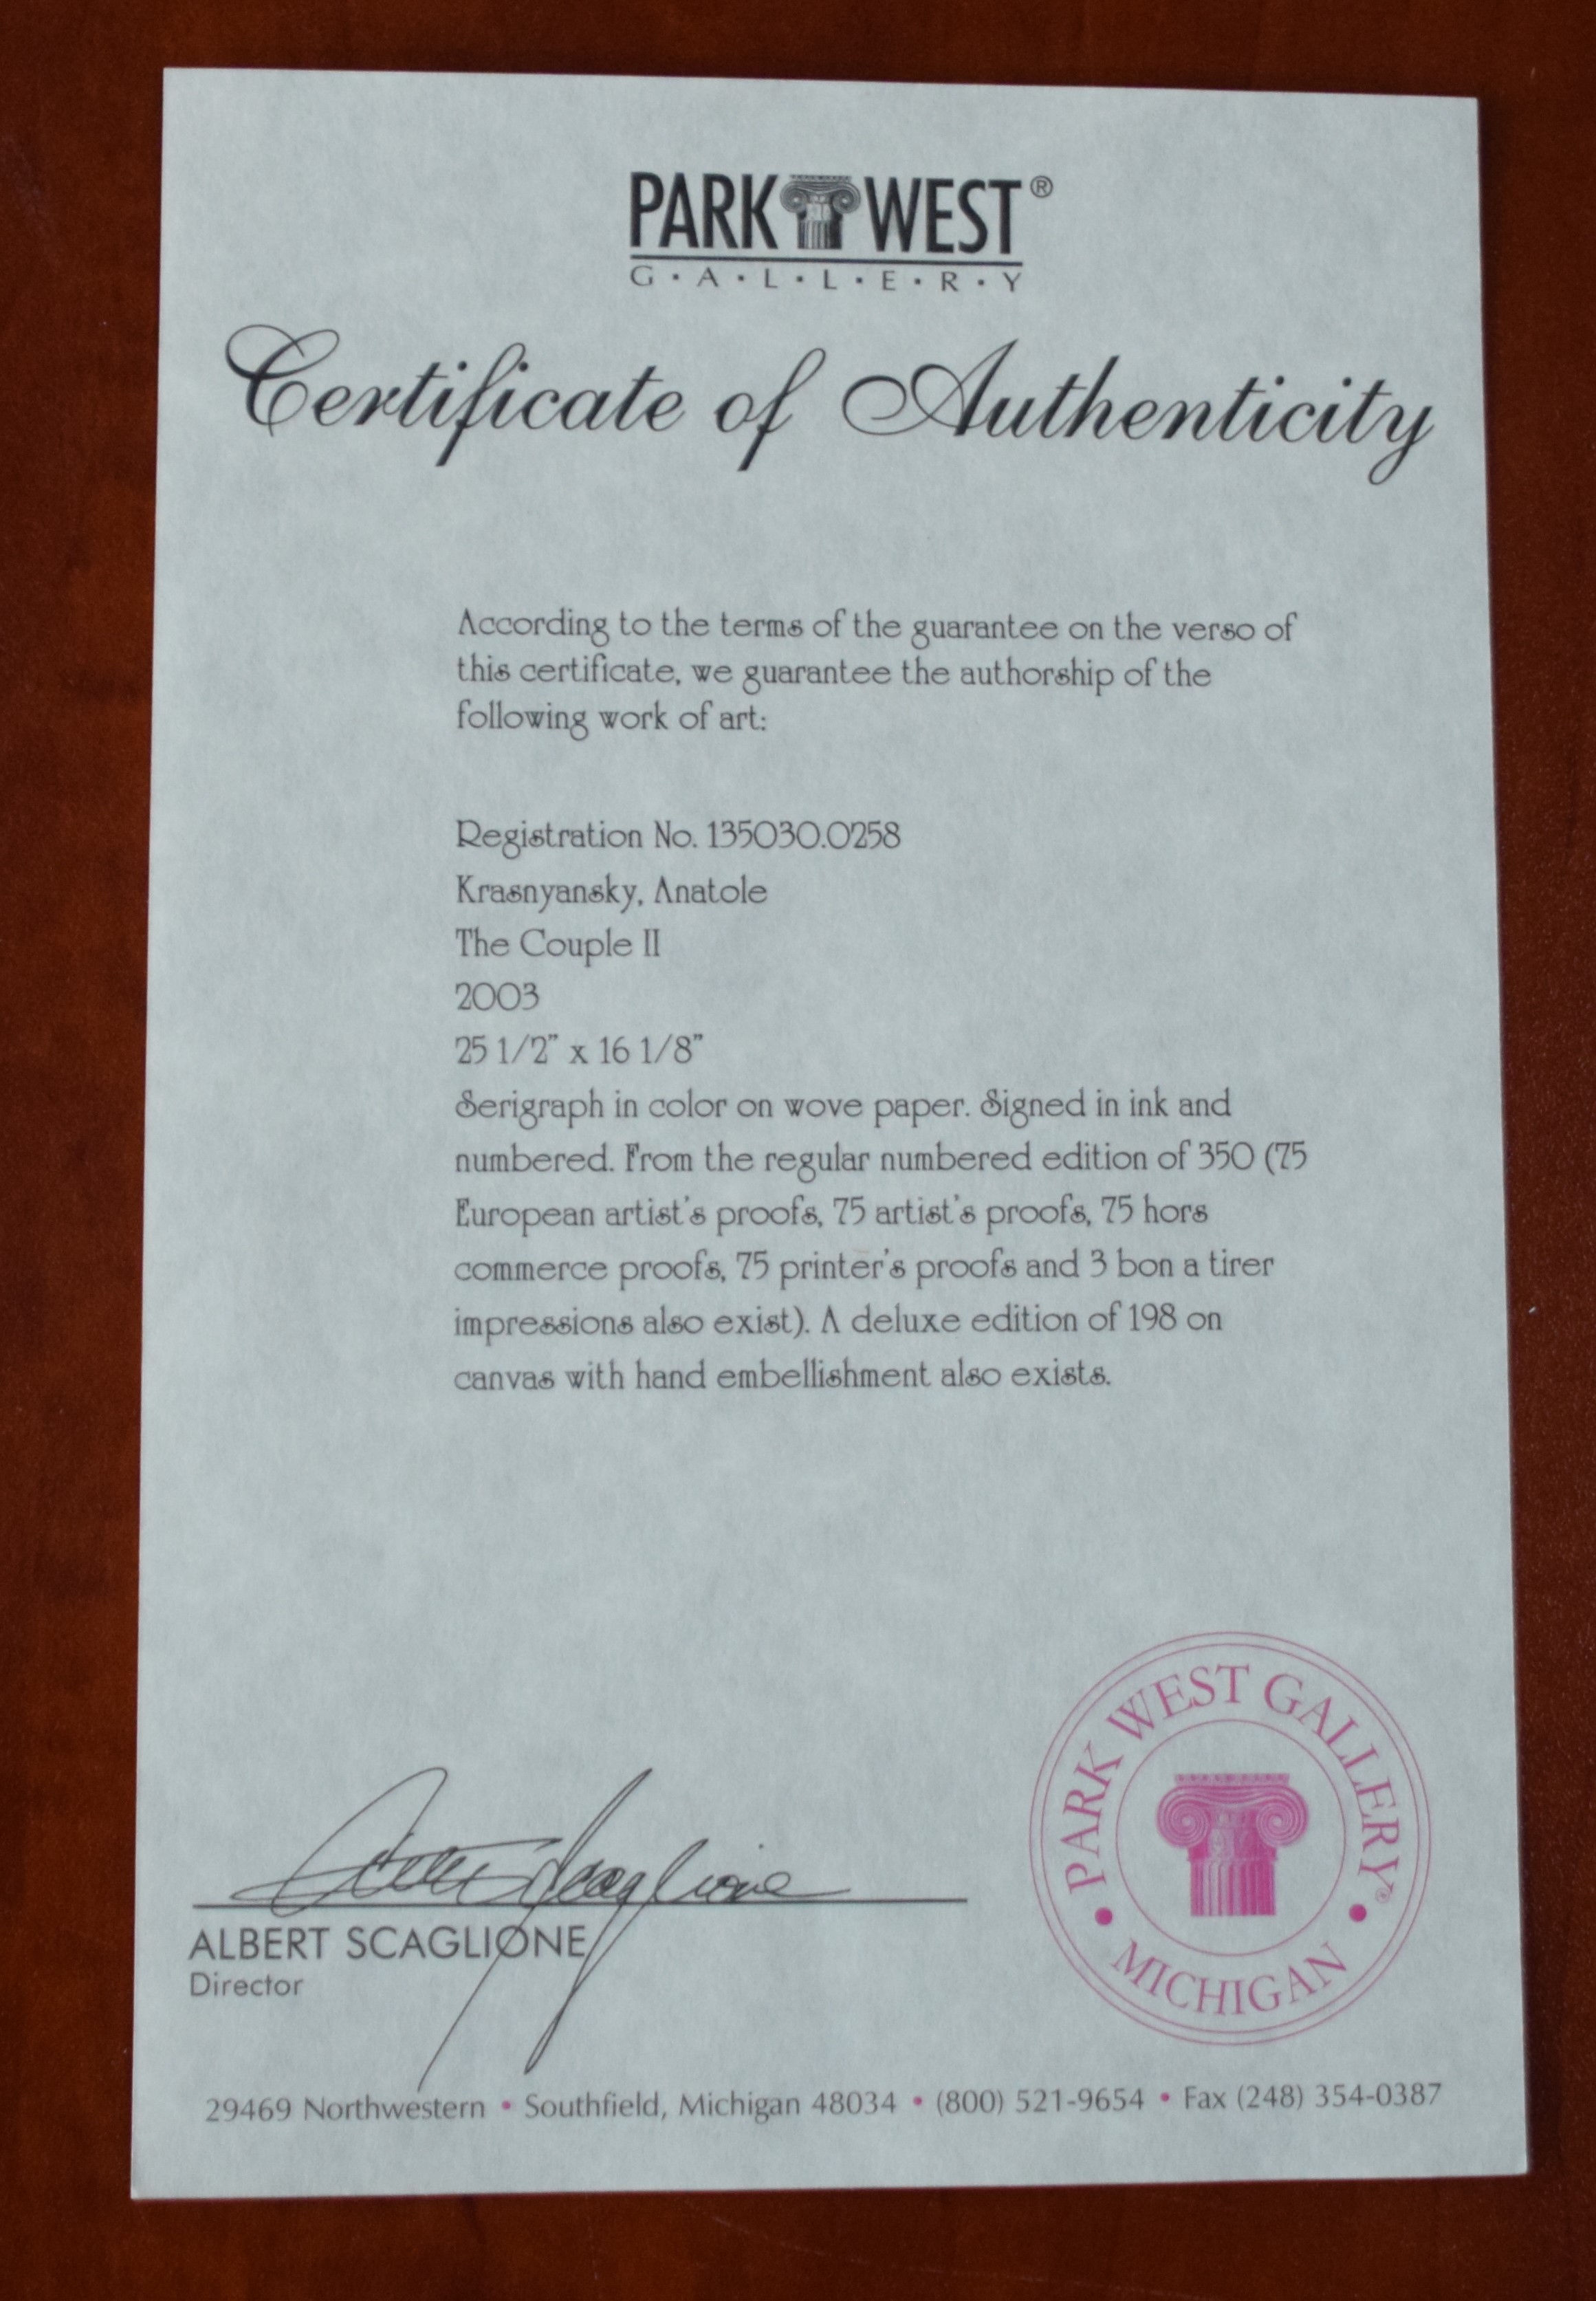 PARK WEST®
G·A·L·L·E·R·Y
Certificate of Authenticity
According to the terms of the guarantee on the verso of
this certificate, we guarantee the authorship of the
following work of art:
Registration No. 135030.0258
Krasnyansky, Anatole
The Couple II
2003
25 1/2” x 16 1/8”
Serigraph in color on wove paper. Signed in ink and
numbered. From the regular numbered edition of 350 (75
European artist's proofs, 75 artist's proofs, 75 hors
commerce proofs, 75 printer's proofs and 3 bon a tirer
impressions also exist). A deluxe edition of 198 on
canvas with hand embellishment also exists.
PARK WEST GALLERY®
• MICHIGAN •
Albert Scaglione
ALBERT SCAGLIONE
Director
29469 Northwestern • Southfield, Michigan 48034 • (800) 521-9654 • Fax (248) 354-0387